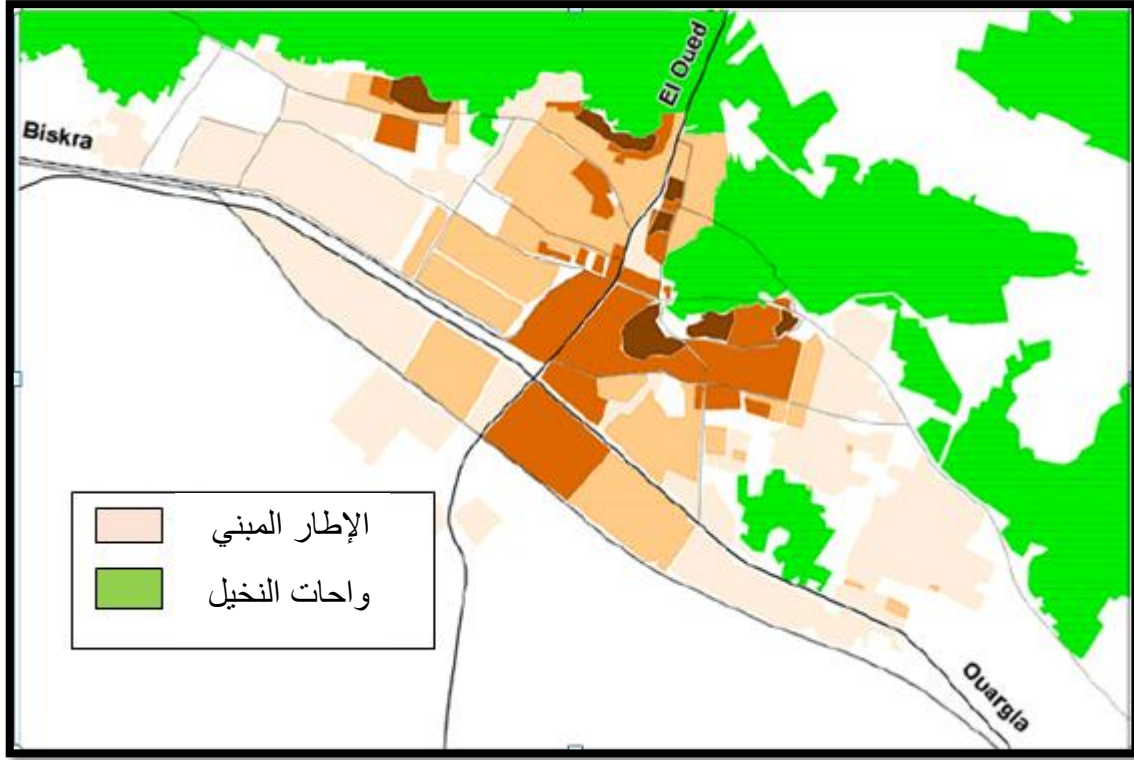 El Oued
Biskra
الإطار المبني
واحات النخيل
Ouargla